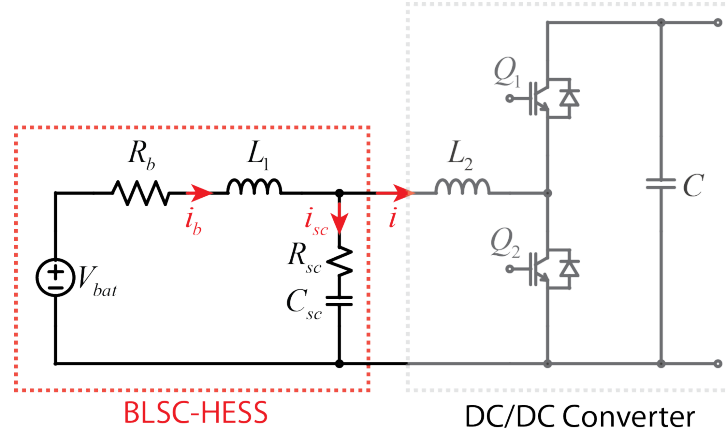 Q1
Rb
L1
L2
ib
isc
i
C
Rsc
Q2
Vbat
Csc
BLSC-HESS
DC/DC Converter